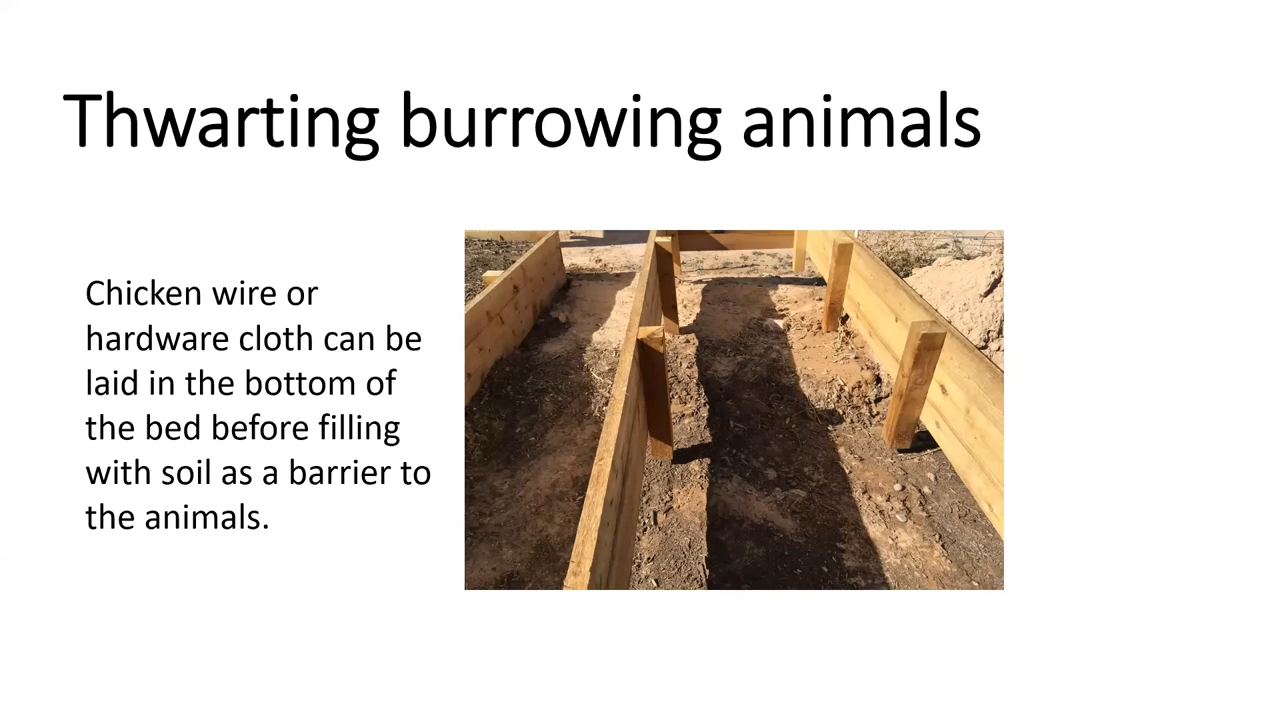 Thwarting burrowing animals
Chicken wire or
hardware cloth can be
laid in the bottom of
the bed before filling
with soil as a barrier to
the animals.